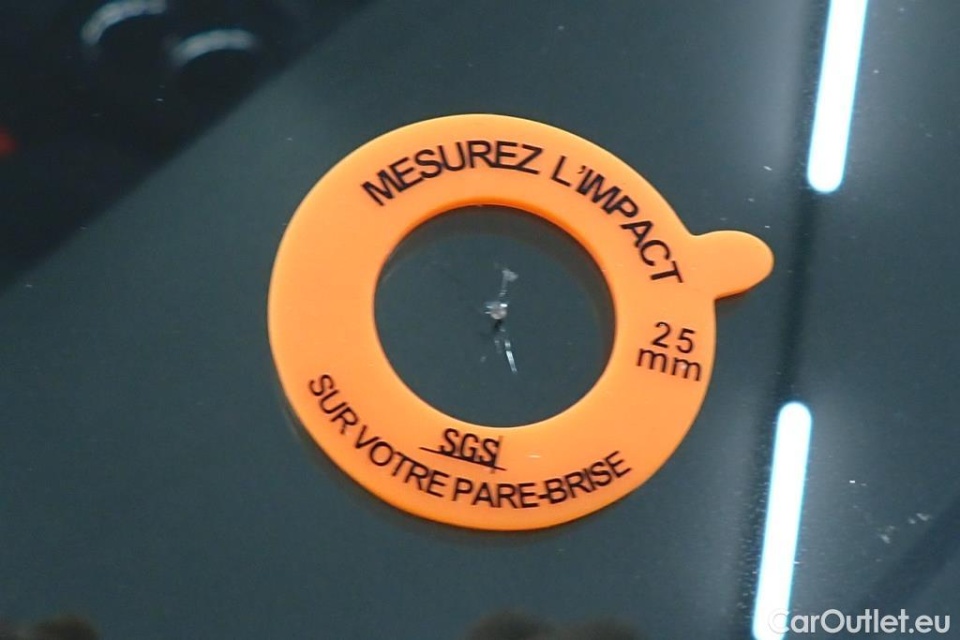 MESUREZ L'IMPACT
25
mm
SGS
SUR VOTRE PARE-BRISE
CarOutlet.eu